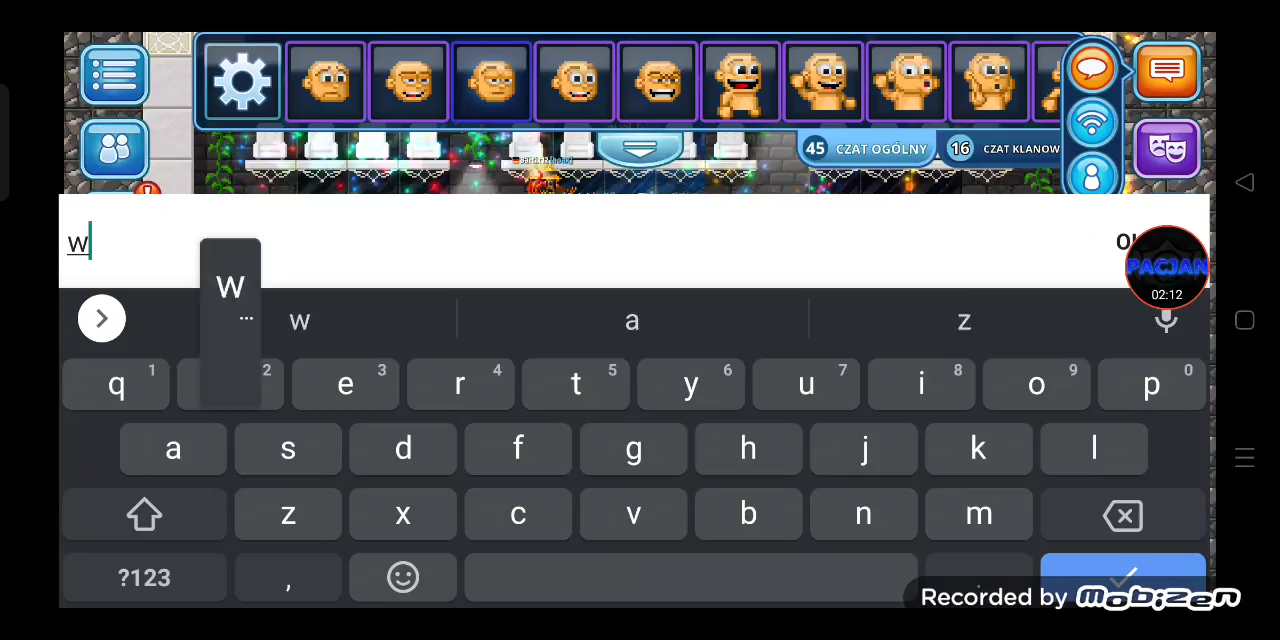 45 CZAT OGÓLNY 16 CZAT KLANOW
w
PACJAN
02:12
W
...
w a z
q 1 2 e 3 r 4 t 5 y 6 u 7 i 8 o 9 p 0
a s d f g h j k l
z x c v b n m
?123 , .
Recorded by mobizen